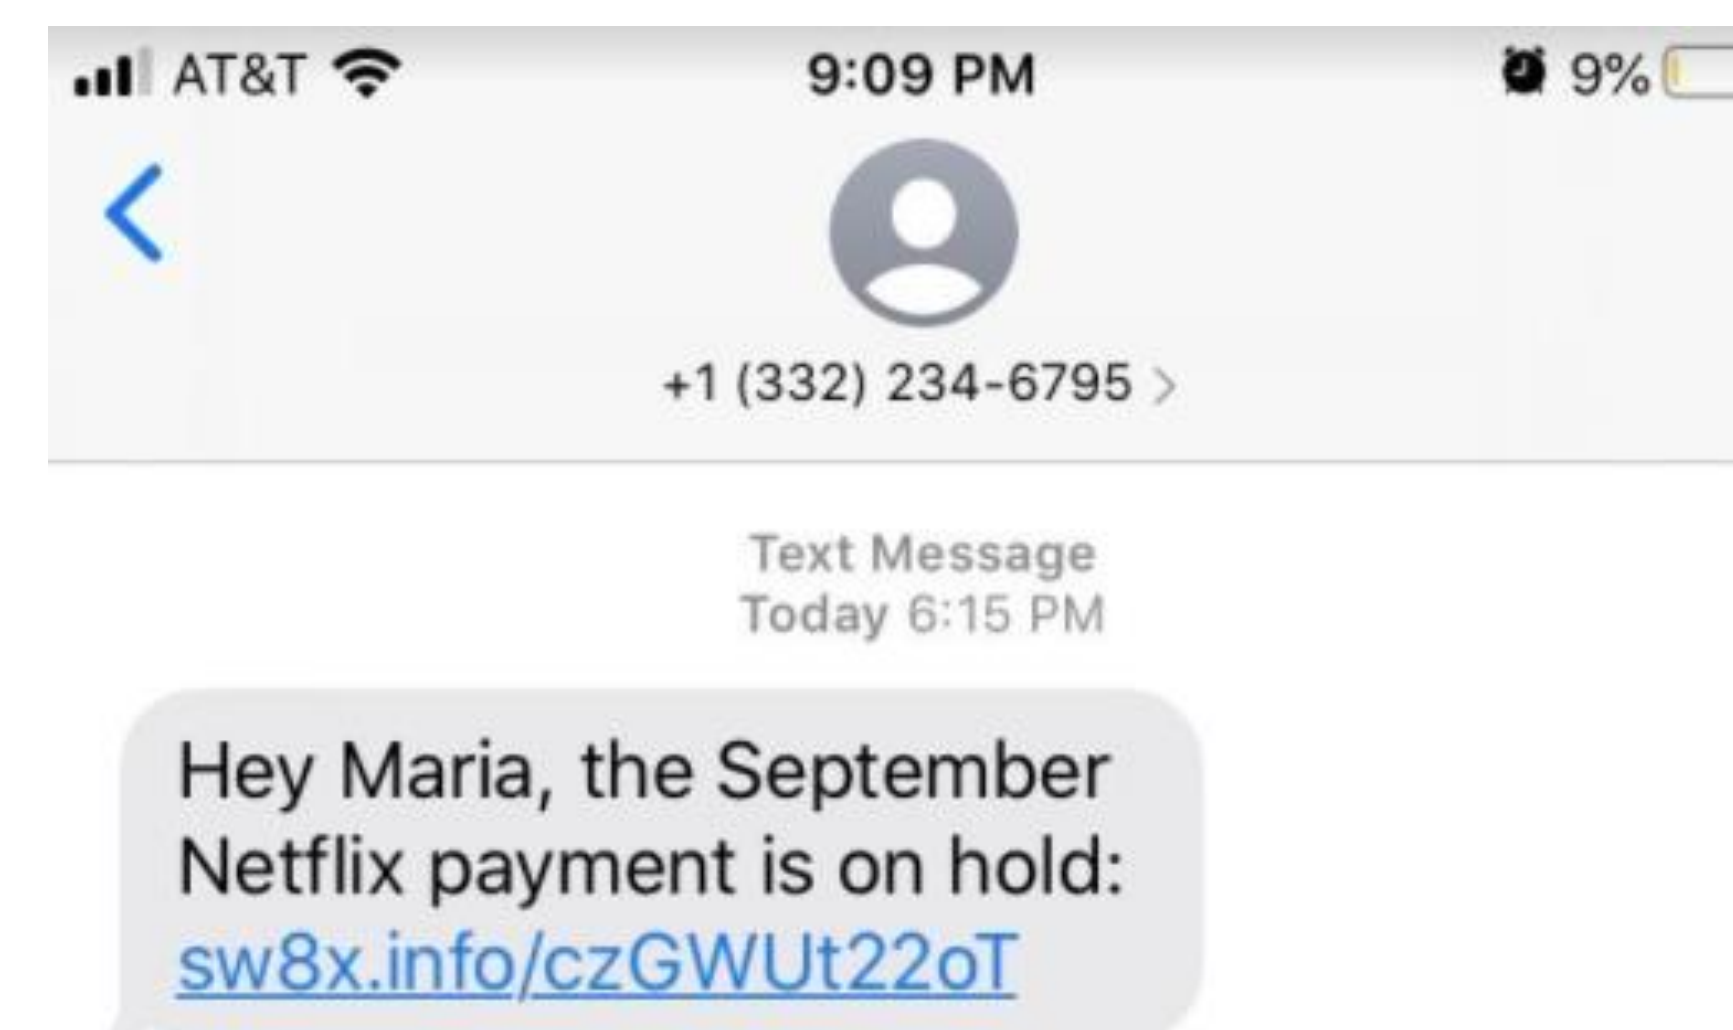 AT&T 9:09 PM 9%
+1 (332) 234-6795 >
Text Message
Today 6:15 PM
Hey Maria, the September
Netflix payment is on hold:
sw8x.info/czGWUt22oT